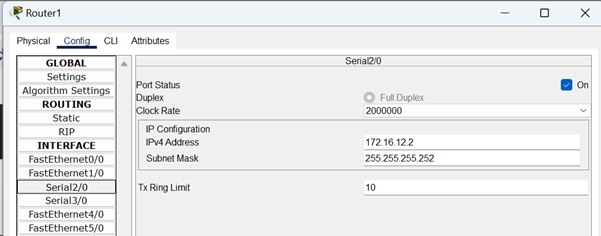 Router1
Physical Config CLI Attributes
GLOBAL
Settings
Algorithm Settings
ROUTING
Static
RIP
INTERFACE
FastEthernet0/0
FastEthernet1/0
Serial2/0
Serial3/0
FastEthernet4/0
FastEthernet5/0
Serial2/0
Port Status On
Duplex Full Duplex
Clock Rate 2000000
IP Configuration
IPv4 Address 172.16.12.2
Subnet Mask 255.255.255.252
Tx Ring Limit 10